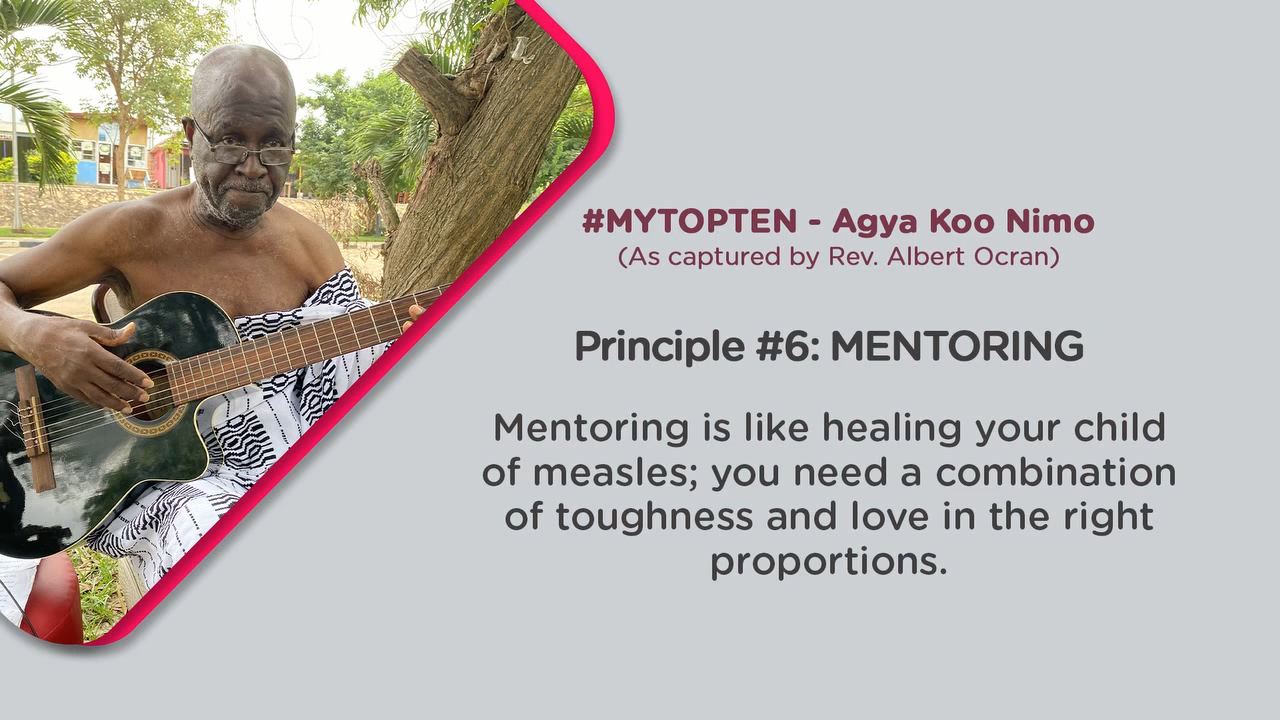 #MYTOPTEN - Agya Koo Nimo
(As captured by Rev. Albert Ocran)
Principle #6: MENTORING
Mentoring is like healing your child
of measles; you need a combination
of toughness and love in the right
proportions.